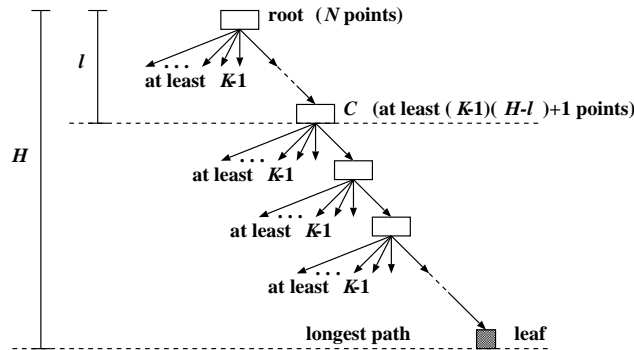 root (N points)
l
. . .
at least K-1
C (at least (K-1)(H-l)+1 points)
H
. . .
at least K-1
. . .
at least K-1
. . .
at least K-1
longest path leaf